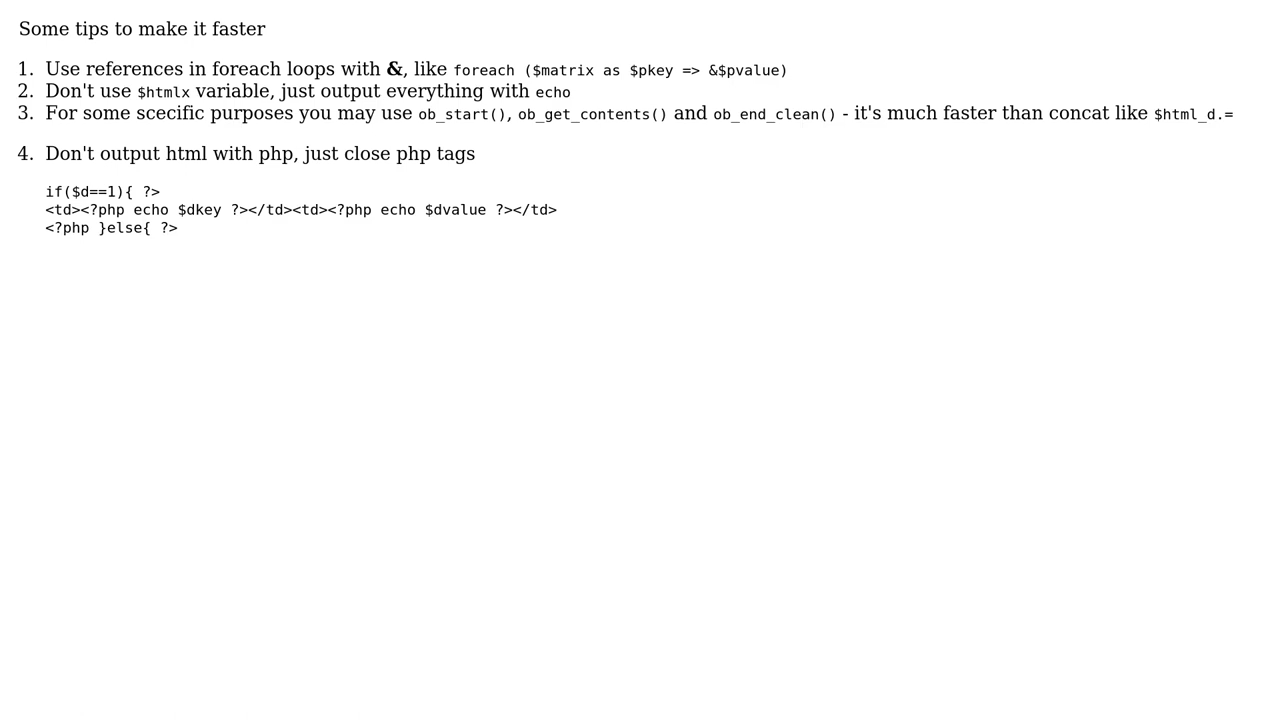 Some tips to make it faster
1. Use references in foreach loops with &, like foreach ($matrix as $pkey => &$pvalue)
2. Don't use $htmlx variable, just output everything with echo
3. For some scecific purposes you may use ob_start(), ob_get_contents() and ob_end_clean() - it's much faster than concat like $html_d.=
4. Don't output html with php, just close php tags
if($d==1){ ?>
<td><?php echo $dkey ?></td><td><?php echo $dvalue ?></td>
<?php }else{ ?>